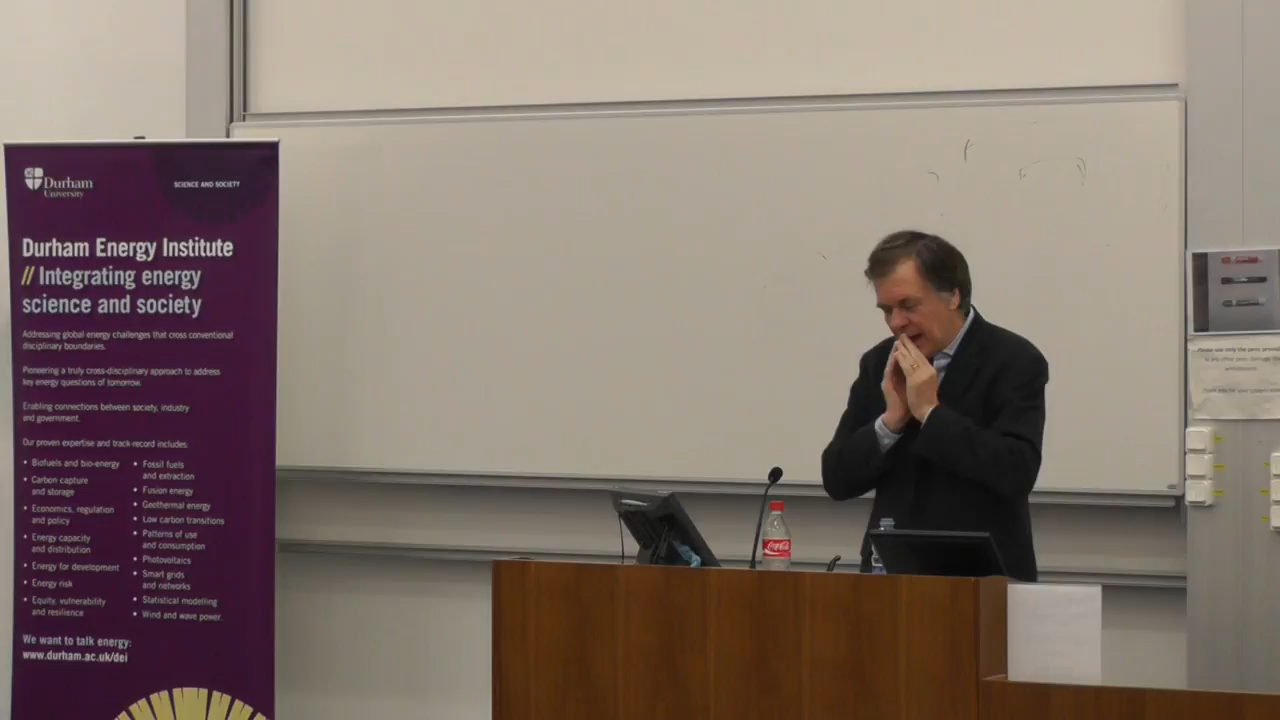 Durham
University
SCIENCE AND SOCIETY
Durham Energy Institute
// Integrating energy
science and society
Addressing global energy challenges that cross conventional
disciplinary boundaries.
Pioneering a truly cross-disciplinary approach to address
key energy questions of tomorrow.
Enabling connections between society, industry
and government.
Our proven expertise and track-record includes:
• Biofuels and bio-energy
• Carbon capture
and storage
• Economics, regulation
and policy
• Energy capacity
and distribution
• Energy for development
• Energy risk
• Equity, vulnerability
and resilience
• Fossil fuels
and extraction
• Fusion energy
• Geothermal energy
• Low carbon transitions
• Patterns of use
and consumption
• Photovoltaics
• Smart grids
and networks
• Statistical modelling
• Wind and wave power.
We want to talk energy:
www.durham.ac.uk/dei
Coca-Cola
Please use only the pens